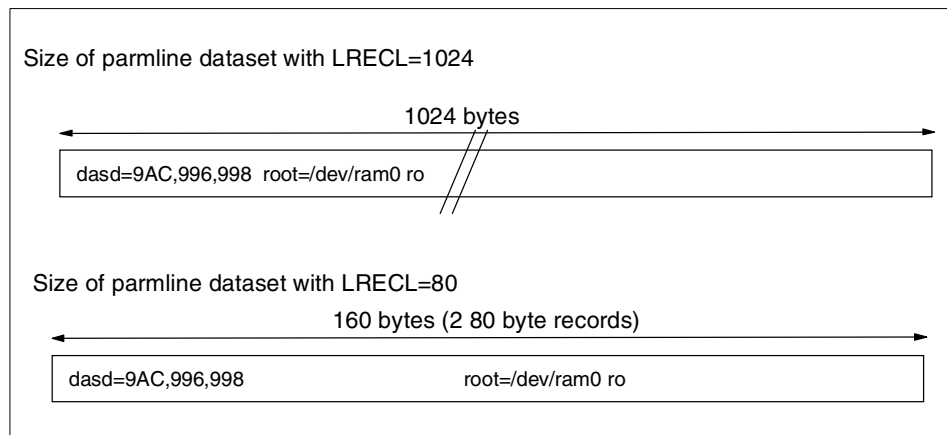 Size of parmline dataset with LRECL=1024
1024 bytes
dasd=9AC,996,998 root=/dev/ram0 ro
Size of parmline dataset with LRECL=80
160 bytes (2 80 byte records)
dasd=9AC,996,998 root=/dev/ram0 ro